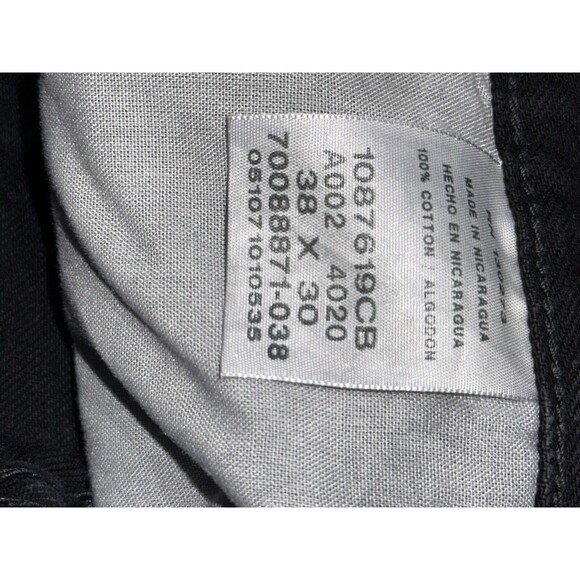 MADE IN NICARAGUA
HECHO EN NICARAGUA
100% COTTON / ALGODON
1087619CB
A002 / 4020
38 X 30
70088871-038
051071010535